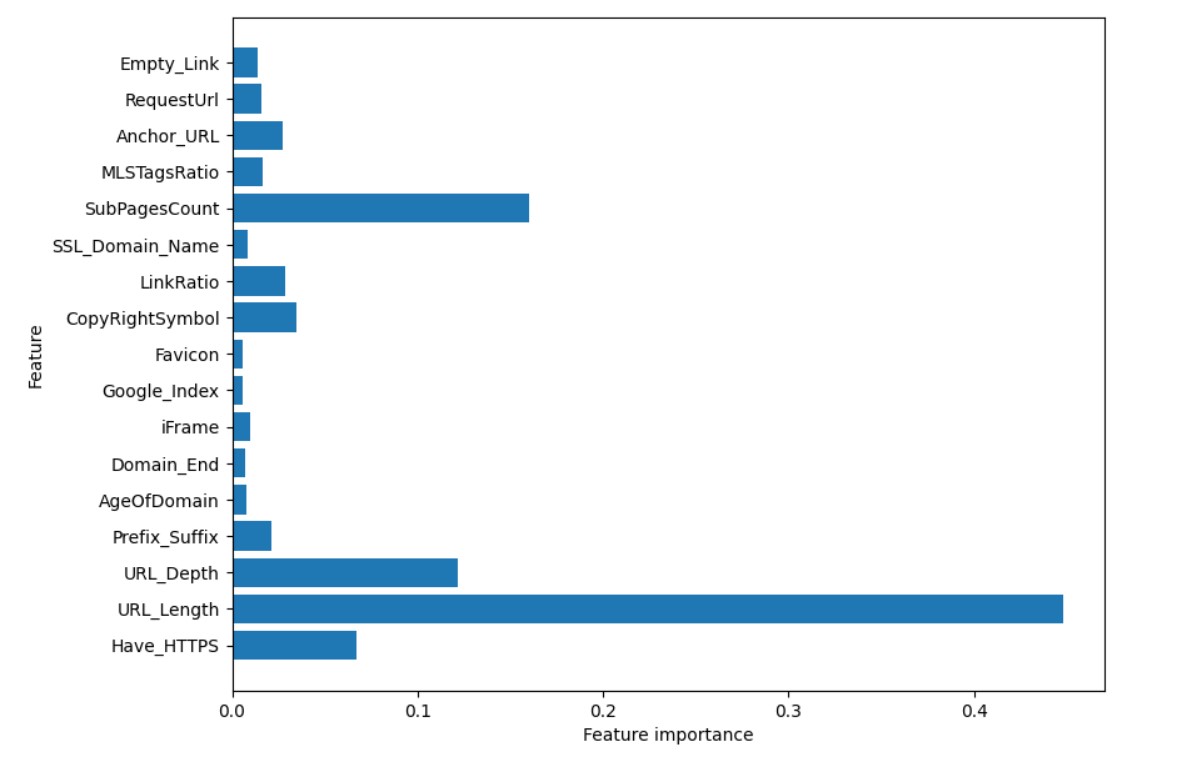 Empty_Link
RequestUrl
Anchor_URL
MLSTagsRatio
SubPagesCount
SSL_Domain_Name
LinkRatio
CopyRightSymbol
Favicon
Google_Index
iFrame
Domain_End
AgeOfDomain
Prefix_Suffix
URL_Depth
URL_Length
Have_HTTPS
Feature
0.0 0.1 0.2 0.3 0.4
Feature importance